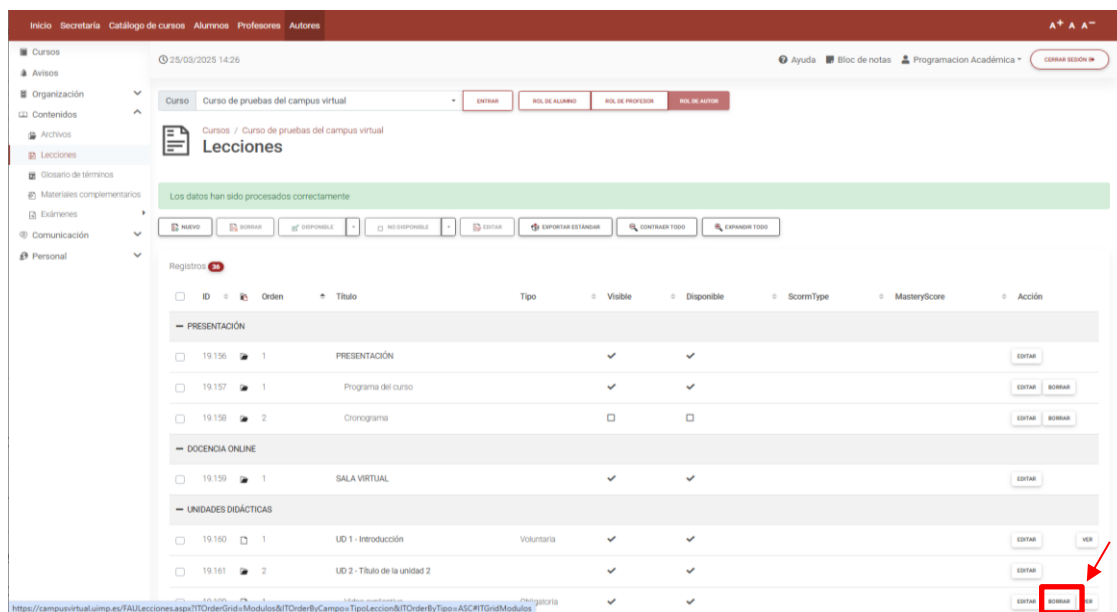 Inicio Secretaría Catálogo de cursos Alumnos Profesores Autores A+ A A−
Cursos
Avisos
Organización
Contenidos
Archivos
Lecciones
Glosario de términos
Materiales complementarios
Exámenes
Comunicación
Personal
25/03/2025 14:26 Ayuda Bloc de notas Programacion Académica CERRAR SESIÓN
Curso Curso de pruebas del campus virtual ENTRAR ROL DE ALUMNO ROL DE PROFESOR ROL DE AUTOR
Cursos / Curso de pruebas del campus virtual
Lecciones
Los datos han sido procesados correctamente
NUEVO BORRAR DISPONIBLE NO DISPONIBLE EDITAR EXPORTAR ESTÁNDAR CONTRAER TODO EXPANDIR TODO
Registros 36
ID Orden Título Tipo Visible Disponible ScormType MasteryScore Acción
PRESENTACIÓN
19.156 1 PRESENTACIÓN EDITAR
19.157 1 Programa del curso EDITAR BORRAR
19.158 2 Cronograma EDITAR BORRAR
DOCENCIA ONLINE
19.159 1 SALA VIRTUAL EDITAR
UNIDADES DIDÁCTICAS
19.160 1 UD 1 - Introducción Voluntaria EDITAR VER
19.161 2 UD 2 - Título de la unidad 2 EDITAR
Obligatoria EDITAR BORRAR VER
https://campusvirtual.uimp.es/FAULecciones.aspx?ITOrderGrid=Modulos&ITOrderByCampo=TipoLeccion&ITOrderByTipo=ASC#ITGridModulos